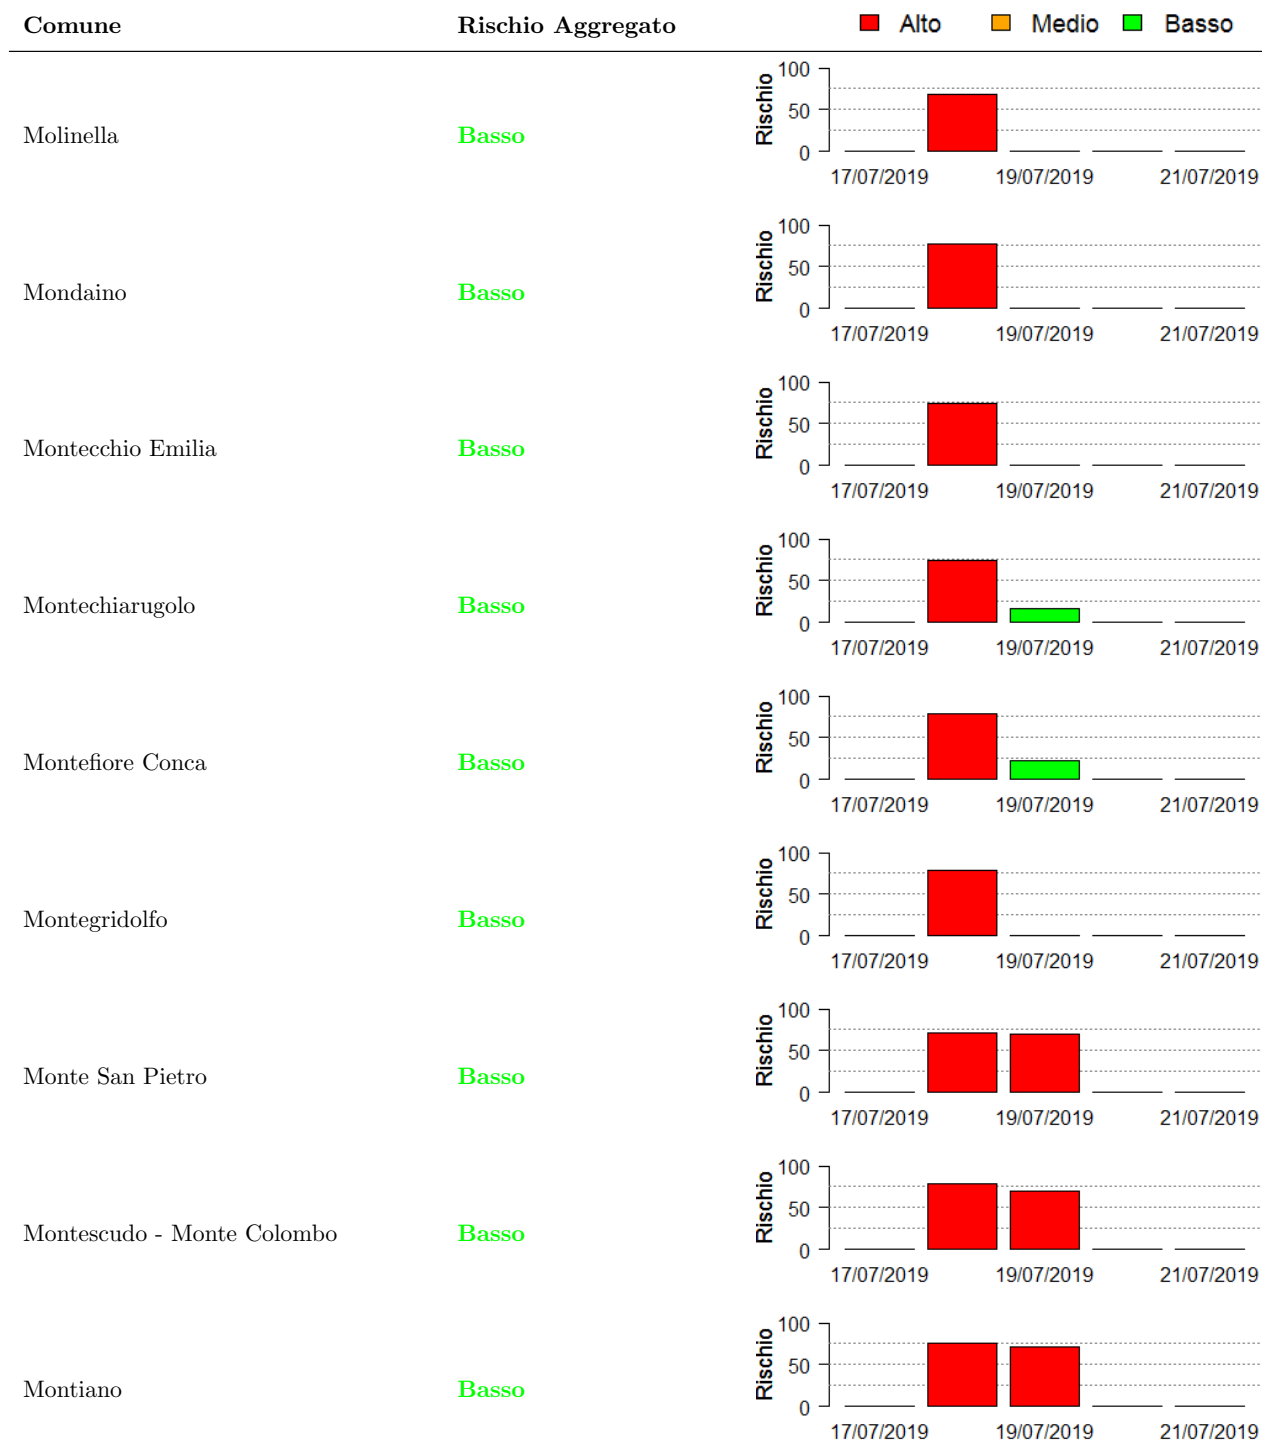 Comune Rischio Aggregato Alto Medio Basso
100
50
0
Rischio
Molinella Basso
17/07/2019 19/07/2019 21/07/2019
100
50
0
Rischio
Mondaino Basso
17/07/2019 19/07/2019 21/07/2019
100
50
0
Rischio
Montecchio Emilia Basso
17/07/2019 19/07/2019 21/07/2019
100
50
0
Rischio
Montechiarugolo Basso
17/07/2019 19/07/2019 21/07/2019
100
50
0
Rischio
Montefiore Conca Basso
17/07/2019 19/07/2019 21/07/2019
100
50
0
Rischio
Montegridolfo Basso
17/07/2019 19/07/2019 21/07/2019
100
50
0
Rischio
Monte San Pietro Basso
17/07/2019 19/07/2019 21/07/2019
100
50
0
Rischio
Montescudo - Monte Colombo Basso
17/07/2019 19/07/2019 21/07/2019
100
50
0
Rischio
Montiano Basso
17/07/2019 19/07/2019 21/07/2019